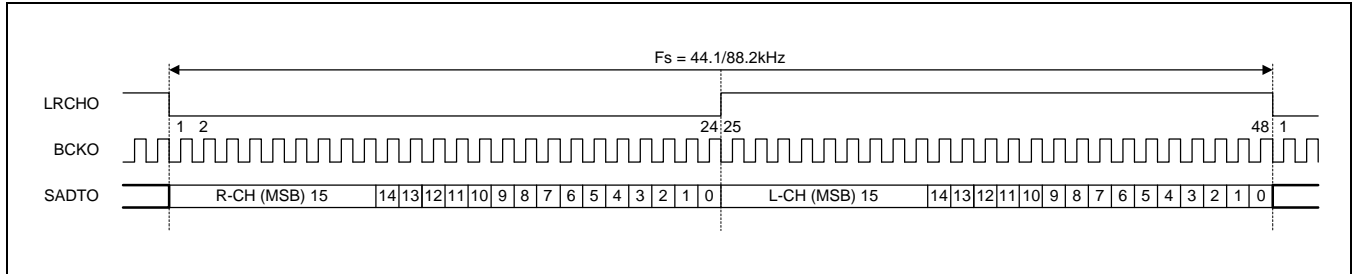 Fs = 44.1/88.2kHz
LRCHO
1 2 24 25 48 1
BCKO
SADTO R-CH (MSB) 15 14 13 12 11 10 9 8 7 6 5 4 3 2 1 0 L-CH (MSB) 15 14 13 12 11 10 9 8 7 6 5 4 3 2 1 0